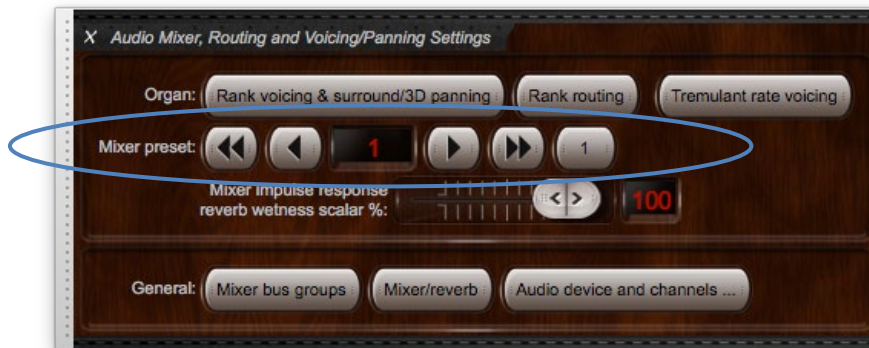 X Audio Mixer, Routing and Voicing/Panning Settings
Organ: Rank voicing & surround/3D panning Rank routing Tremulant rate voicing
Mixer preset: 1 1
Mixer impulse response
reverb wetness scalar %: 100
General: Mixer bus groups Mixer/reverb Audio device and channels ...